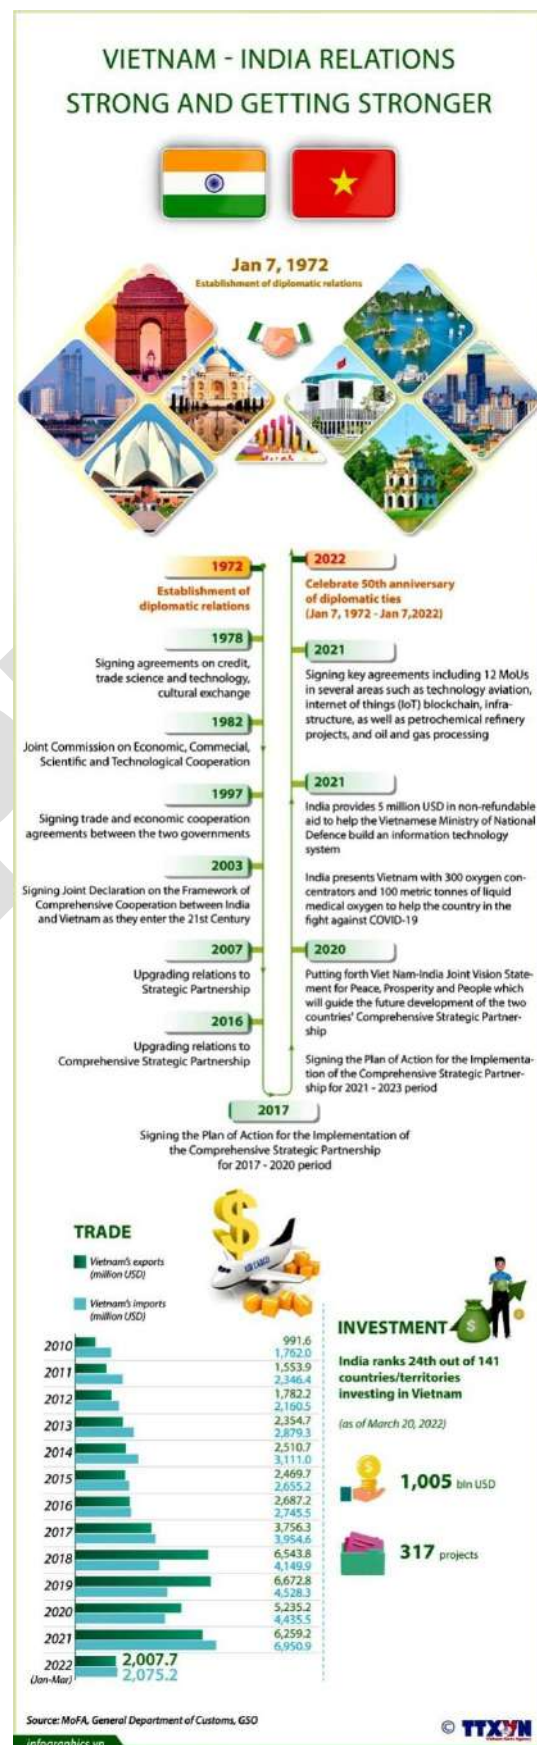 VIETNAM - INDIA RELATIONS
STRONG AND GETTING STRONGER
Jan 7, 1972
Establishment of diplomatic relations
1972
Establishment of
diplomatic relations
1978
Signing agreements on credit,
trade science and technology,
cultural exchange
1982
Joint Commission on Economic, Commecial,
Scientific and Technological Cooperation
1997
Signing trade and economic cooperation
agreements between the two governments
2003
Signing Joint Declaration on the Framework of
Comprehensive Cooperation between India
and Vietnam as they enter the 21st Century
2007
Upgrading relations to
Strategic Partnership
2016
Upgrading relations to
Comprehensive Strategic Partnership
2017
Signing the Plan of Action for the Implementation of
the Comprehensive Strategic Partnership
for 2017 - 2020 period
2022
Celebrate 50th anniversary
of diplomatic ties
(Jan 7, 1972 - Jan 7,2022)
2021
Signing key agreements including 12 MoUs
in several areas such as technology aviation,
internet of things (IoT) blockchain, infra-
structure, as well as petrochemical refinery
projects, and oil and gas processing
2021
India provides 5 million USD in non-refundable
aid to help the Vietnamese Ministry of National
Defence build an information technology
system
India presents Vietnam with 300 oxygen con-
centrators and 100 metric tonnes of liquid
medical oxygen to help the country in the
fight against COVID-19
2020
Putting forth Viet Nam-India Joint Vision State-
ment for Peace, Prosperity and People which
will guide the future development of the two
countries' Comprehensive Strategic Partner-
ship
Signing the Plan of Action for the Implementa-
tion of the Comprehensive Strategic Partner-
ship for 2021 - 2023 period
TRADE
Vietnam's exports
(million USD)
Vietnam's imports
(million USD)
AIR CARGO
2010 991.6
1,762.0
2011 1,553.9
2,346.4
2012 1,782.2
2,160.5
2013 2,354.7
2,879.3
2014 2,510.7
3,111.0
2015 2,469.7
2,655.2
2016 2,687.2
2,745.5
2017 3,756.3
3,954.6
2018 6,543.8
4,149.9
2019 6,672.8
4,528.3
2020 5,235.2
4,435.5
2021 6,259.2
6,950.9
2022 2,007.7
(Jan-Mar) 2,075.2
INVESTMENT
India ranks 24th out of 141
countries/territories
investing in Vietnam
(as of March 20, 2022)
1,005 bln USD
317 projects
Source: MoFA, General Department of Customs, GSO
© TTXVN
Vietnam News Agency
infographics.vn